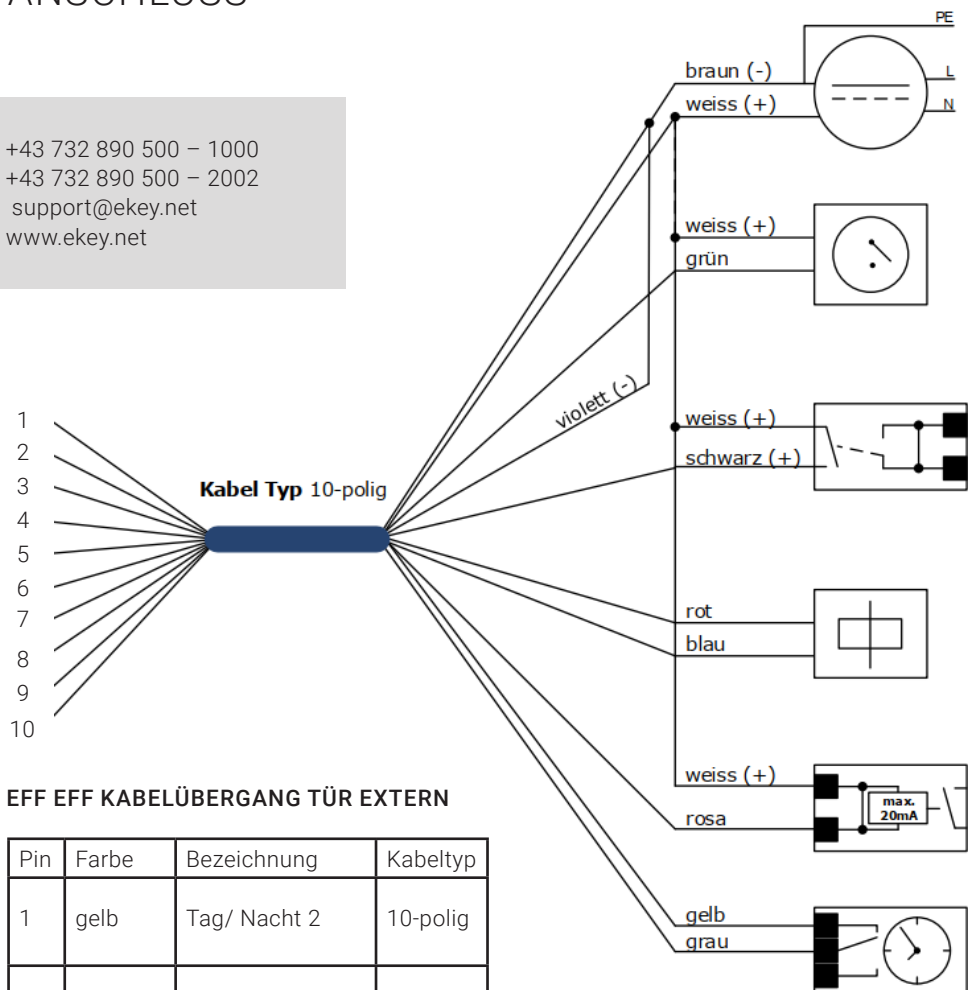 ANSCHLUSS
+43 732 890 500 – 1000
+43 732 890 500 – 2002
support@ekey.net
www.ekey.net
PE
braun (-)
L
weiss (+)
N
weiss (+)
grün
violett (-)
weiss (+)
schwarz (+)
1
2
3
4
5
6
7
8
9
10
Kabel Typ 10-polig
rot
blau
weiss (+)
max.
20mA
rosa
gelb
grau
EFF EFF KABELÜBERGANG TÜR EXTERN
Pin Farbe Bezeichnung Kabeltyp
1 gelb Tag/ Nacht 2 10-polig